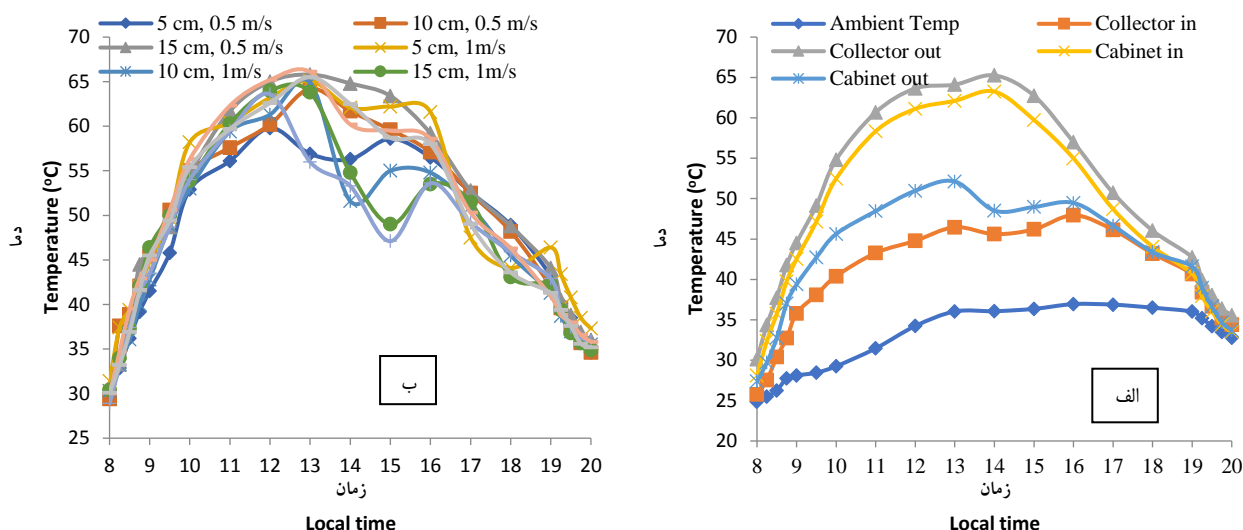 5 cm, 0.5 m/s
10 cm, 0.5 m/s
15 cm, 0.5 m/s
5 cm, 1m/s
10 cm, 1m/s
15 cm, 1m/s
70
65
60
55
50
45
40
35
30
25
8 9 10 11 12 13 14 15 16 17 18 19 20
Temperature (ᵒC)
دما
زمان
Local time
ب
Ambient Temp
Collector in
Collector out
Cabinet in
Cabinet out
70
65
60
55
50
45
40
35
30
25
20
8 9 10 11 12 13 14 15 16 17 18 19 20
Temperature (ᵒC)
دما
زمان
Local time
الف